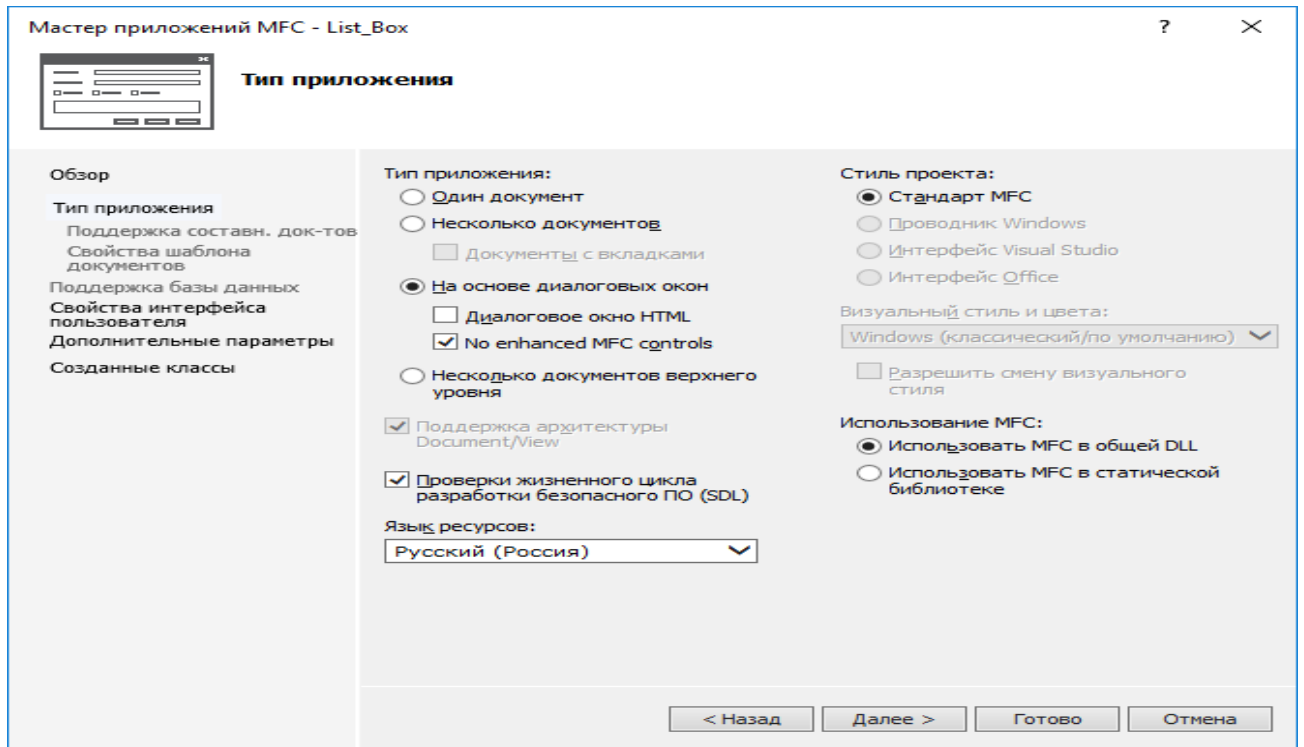 Мастер приложений MFC - List_Box
?
Тип приложения
Обзор
Тип приложения
Поддержка составн. док-тов
Свойства шаблона
документов
Поддержка базы данных
Свойства интерфейса
пользователя
Дополнительные параметры
Созданные классы
Тип приложения:
Один документ
Несколько документов
Документы с вкладками
На основе диалоговых окон
Диалоговое окно HTML
No enhanced MFC controls
Несколько документов верхнего
уровня
Поддержка архитектуры
Document/View
Проверки жизненного цикла
разработки безопасного ПО (SDL)
Язык ресурсов:
Русский (Россия)
Стиль проекта:
Стандарт MFC
Проводник Windows
Интерфейс Visual Studio
Интерфейс Office
Визуальный стиль и цвета:
Windows (классический/по умолчанию)
Разрешить смену визуального
стиля
Использование MFC:
Использовать MFC в общей DLL
Использовать MFC в статической
библиотеке
< Назад
Далее >
Готово
Отмена